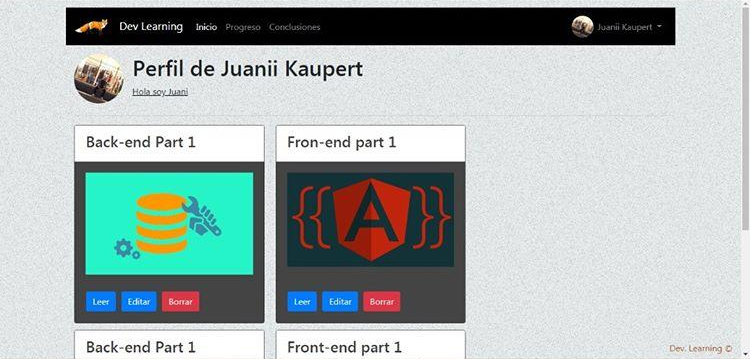 Dev Learning Inicio Progreso Conclusiones Juanii Kaupert
Perfil de Juanii Kaupert
Hola soy Juani
Back-end Part 1
Fron-end part 1
{{ A }}
Leer Editar Borrar
Leer Editar Borrar
Back-end Part 1
Front-end part 1
Dev. Learning ©